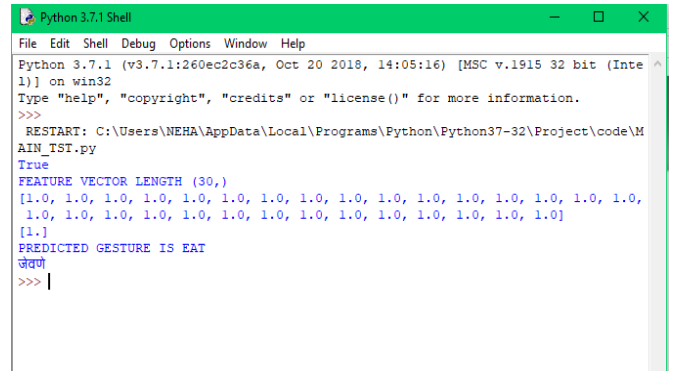 Python 3.7.1 Shell
File Edit Shell Debug Options Window Help
Python 3.7.1 (v3.7.1:260ec2c36a, Oct 20 2018, 14:05:16) [MSC v.1915 32 bit (Inte
l)] on win32
Type "help", "copyright", "credits" or "license()" for more information.
>>>
RESTART: C:\Users\NEHA\AppData\Local\Programs\Python\Python37-32\Project\code\M
AIN_TST.py
True
FEATURE VECTOR LENGTH (30,)
[1.0, 1.0, 1.0, 1.0, 1.0, 1.0, 1.0, 1.0, 1.0, 1.0, 1.0, 1.0, 1.0, 1.0, 1.0, 1.0,
1.0, 1.0, 1.0, 1.0, 1.0, 1.0, 1.0, 1.0, 1.0, 1.0, 1.0, 1.0, 1.0, 1.0]
[1.]
PREDICTED GESTURE IS EAT
जेवणे
>>>